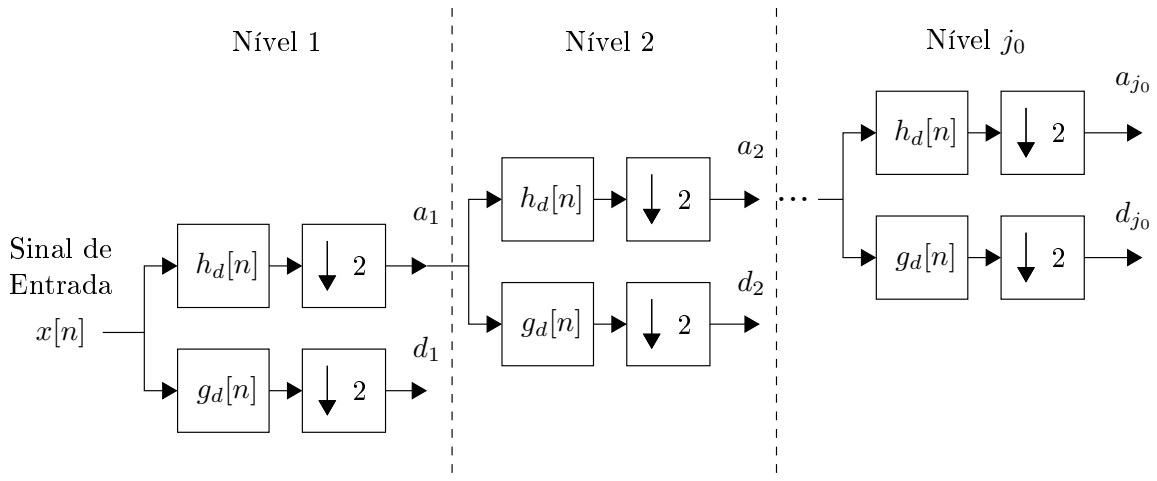 Nível 1
Nível 2
Nível j₀
Sinal de
Entrada
x[n]
h_d[n]
↓ 2
a₁
g_d[n]
↓ 2
d₁
h_d[n]
↓ 2
a₂
g_d[n]
↓ 2
d₂
...
h_d[n]
↓ 2
a_{j₀}
g_d[n]
↓ 2
d_{j₀}